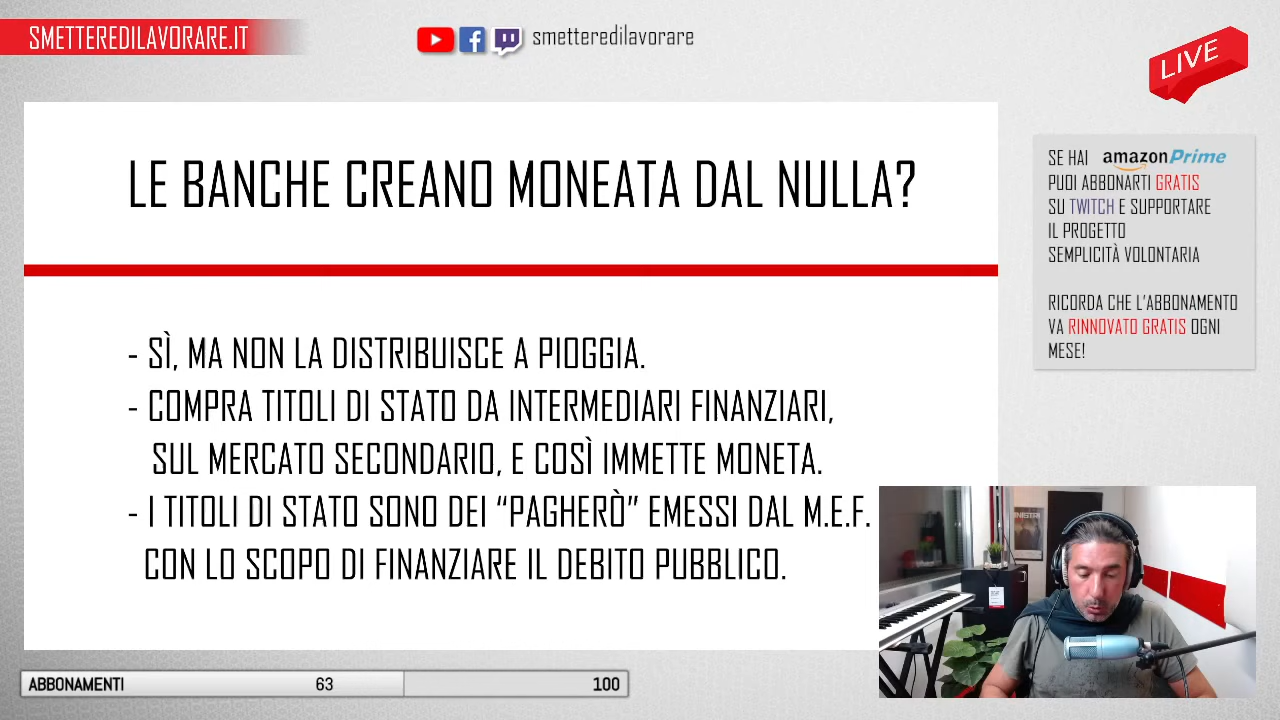 SMETTEREDILAVORARE.IT
smetteredilavorare
LIVE
LE BANCHE CREANO MONEATA DAL NULLA?
- SÌ, MA NON LA DISTRIBUISCE A PIOGGIA.
- COMPRA TITOLI DI STATO DA INTERMEDIARI FINANZIARI,
SUL MERCATO SECONDARIO, E COSÌ IMMETTE MONETA.
- I TITOLI DI STATO SONO DEI “PAGHERÒ” EMESSI DAL M.E.F.
CON LO SCOPO DI FINANZIARE IL DEBITO PUBBLICO.
SE HAI amazonPrime
PUOI ABBONARTI GRATIS
SU TWITCH E SUPPORTARE
IL PROGETTO
SEMPLICITÀ VOLONTARIA
RICORDA CHE L'ABBONAMENTO
VA RINNOVATO GRATIS OGNI
MESE!
ABBONAMENTI 63 100